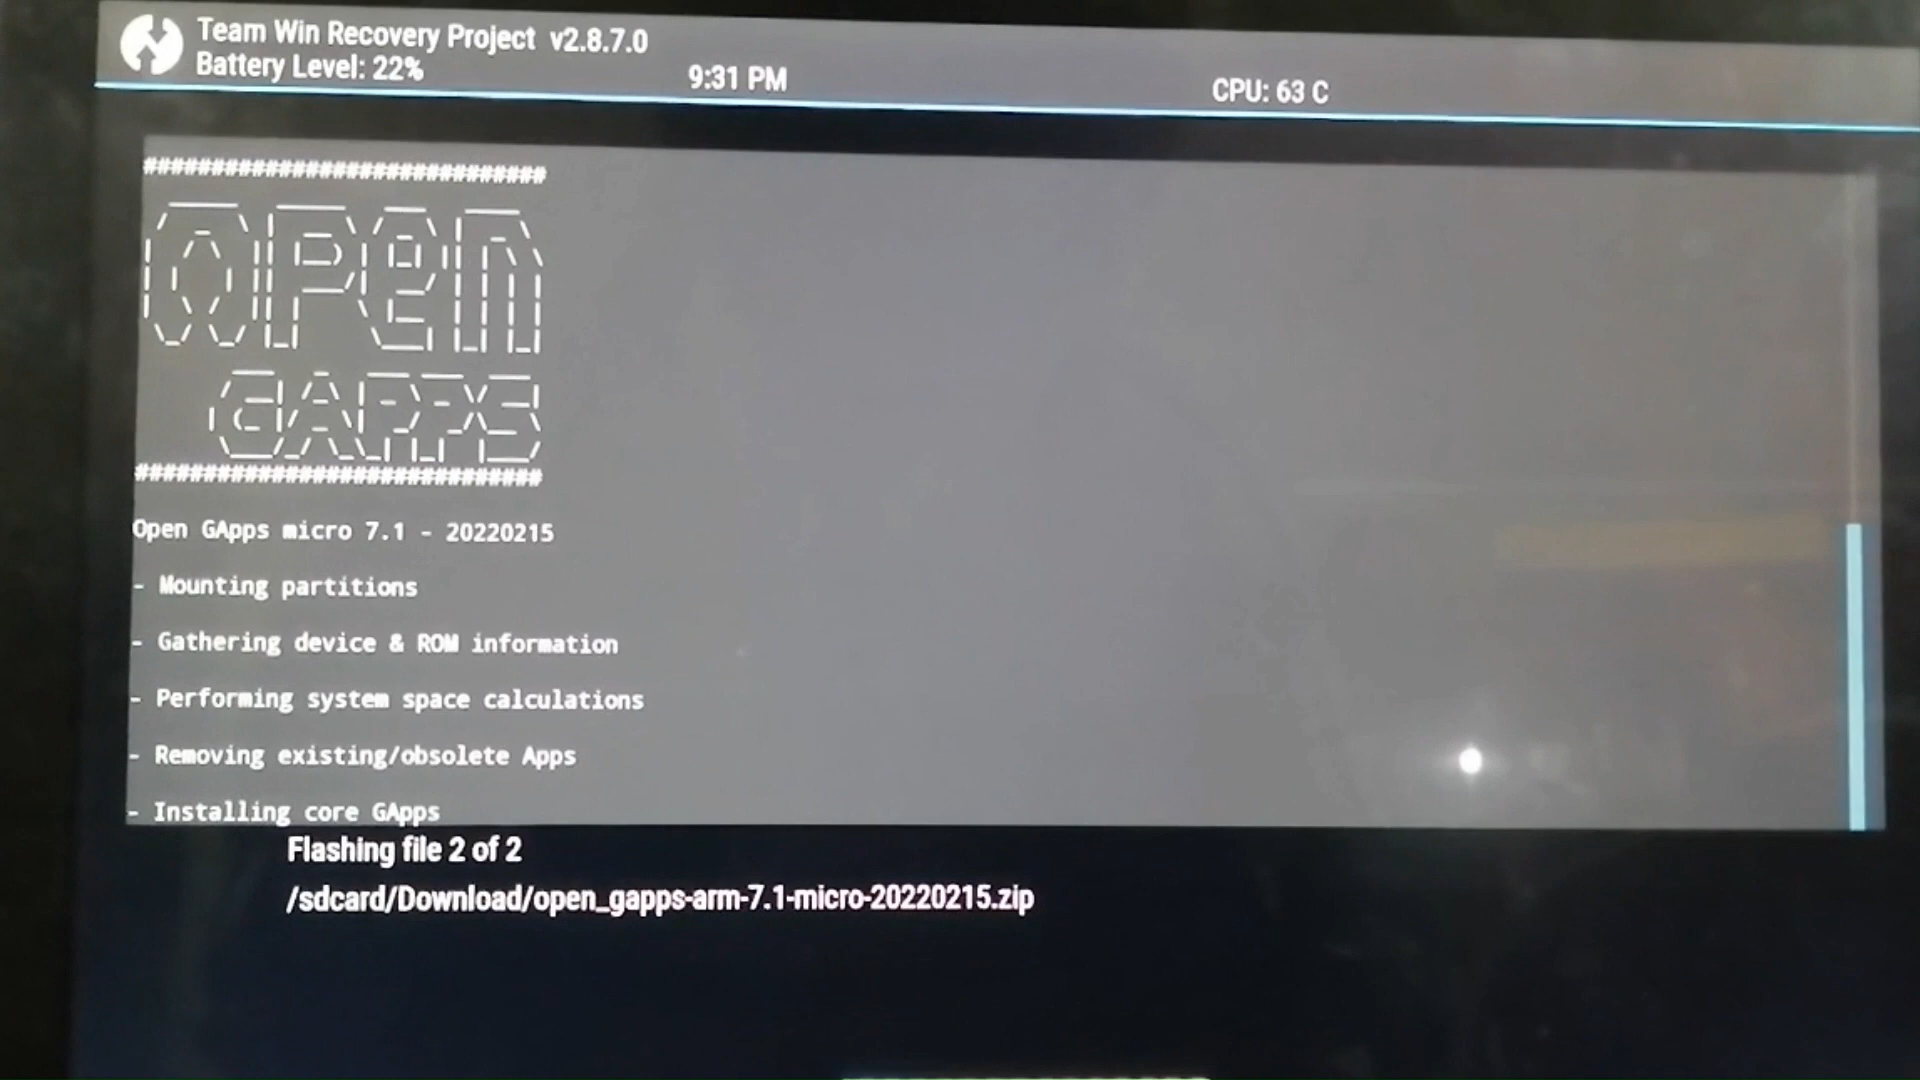 Team Win Recovery Project v2.8.7.0
Battery Level: 22%
9:31 PM
CPU: 63 C
##############################
OPEN
GAPPS
##############################
Open GApps micro 7.1 - 20220215
- Mounting partitions
- Gathering device & ROM information
- Performing system space calculations
- Removing existing/obsolete Apps
- Installing core GApps
Flashing file 2 of 2
/sdcard/Download/open_gapps-arm-7.1-micro-20220215.zip